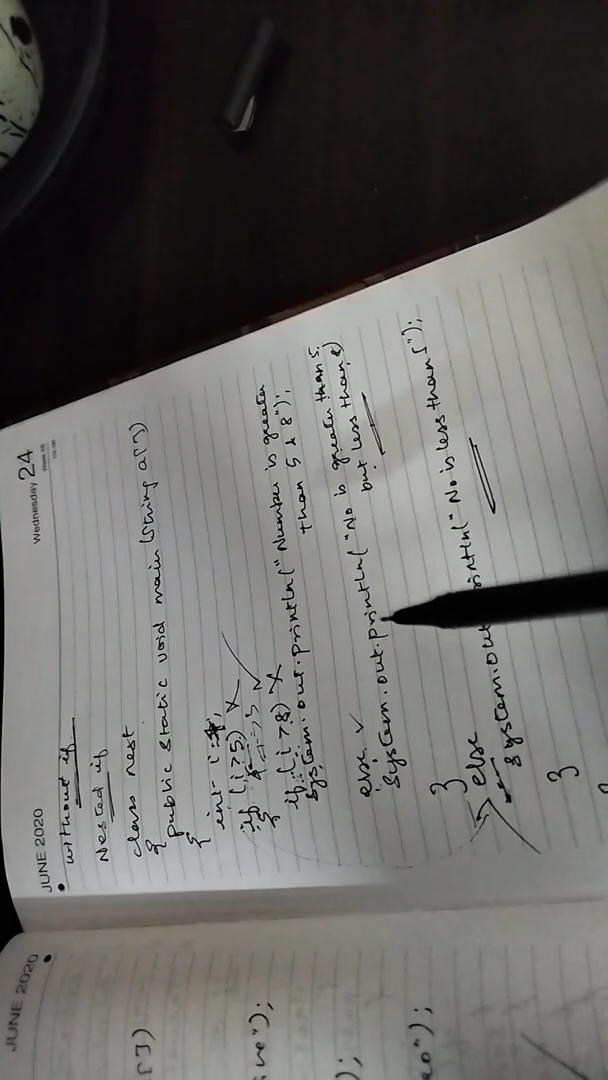 JUNE 2020
Wednesday 24
without if
Nested if
class nest
{ public static void main (String a[])
{
int i=
if (i>5)
{
if (i>8)
System.out.println("Number is greater
than 5 & 8");
else
System.out.println("No is greater than 5
but less than 8)
}
else
System.out println("No is less than 5");
}
JUNE 2020
[])
ive");
);
");